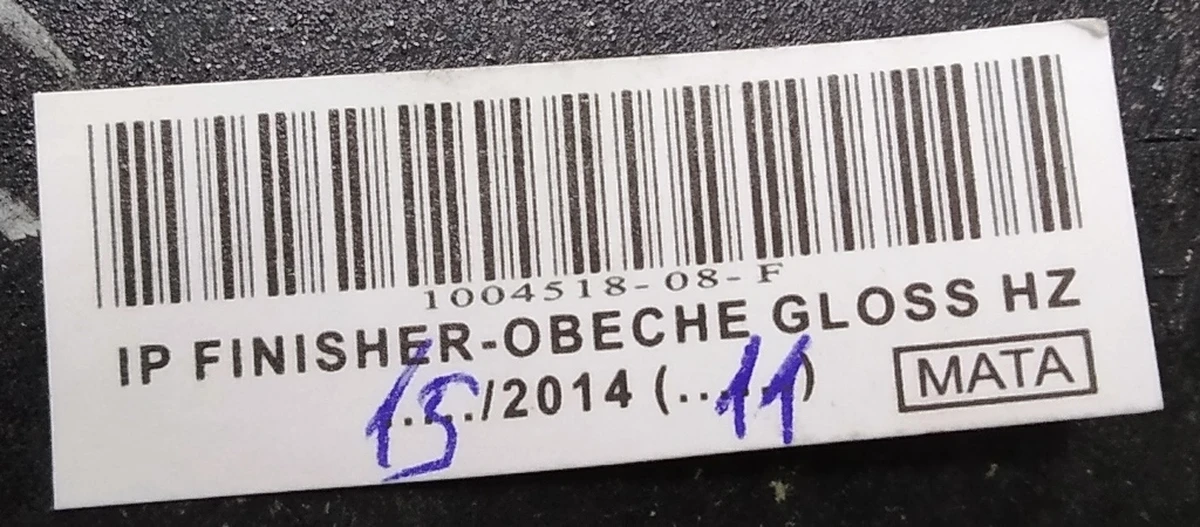 1004518-08-F
IP FINISHER-OBECHE GLOSS HZ
15/2014 (..11.)
MATA